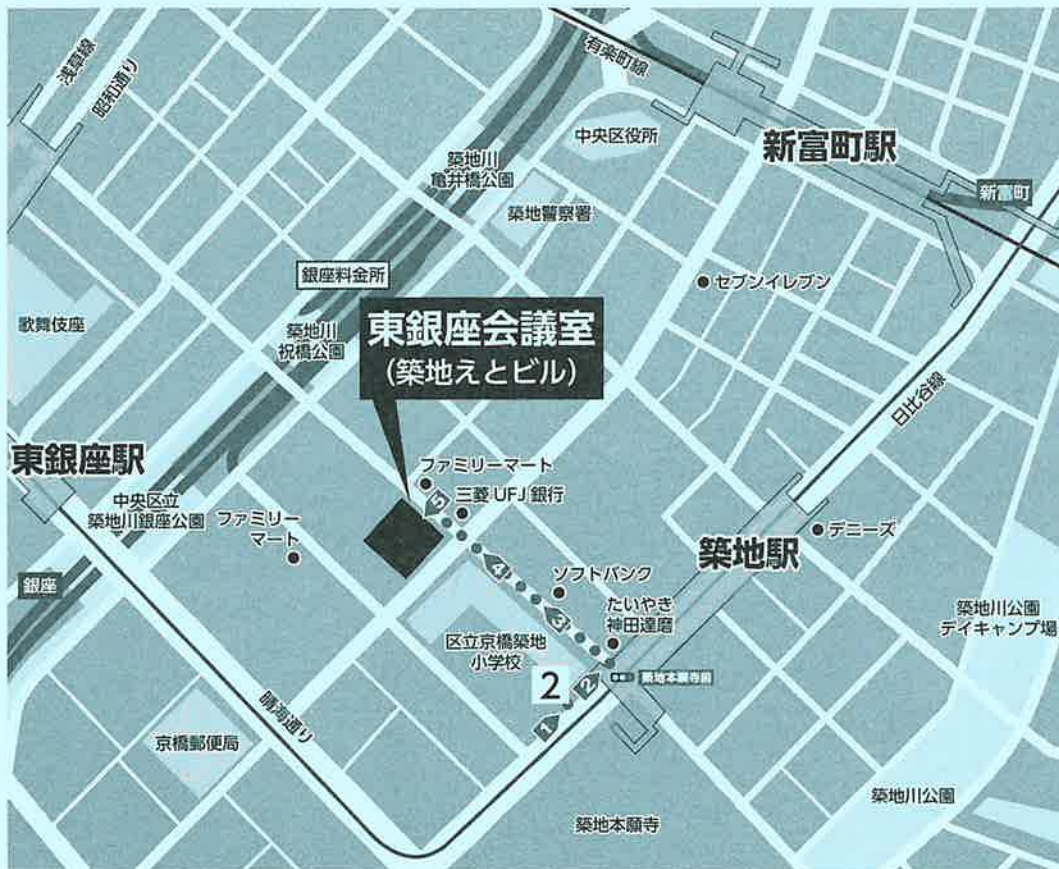 浅草線
昭和通り
有楽町線
中央区役所
新富町駅
新富町
築地川
亀井橋公園
築地警察署
銀座料金所
セブンイレブン
歌舞伎座
築地川
祝橋公園
東銀座会議室
(築地えとビル)
日比谷線
東銀座駅
ファミリーマート
5
三菱UFJ銀行
中央区立
築地川銀座公園
ファミリー
マート
デニーズ
築地駅
4
ソフトバンク
銀座
たいやき
神田達磨
3
築地川公園
デイキャンプ場
区立京橋築地
小学校
2
2
築地本願寺前
1
晴海通り
京橋郵便局
築地川公園
築地本願寺